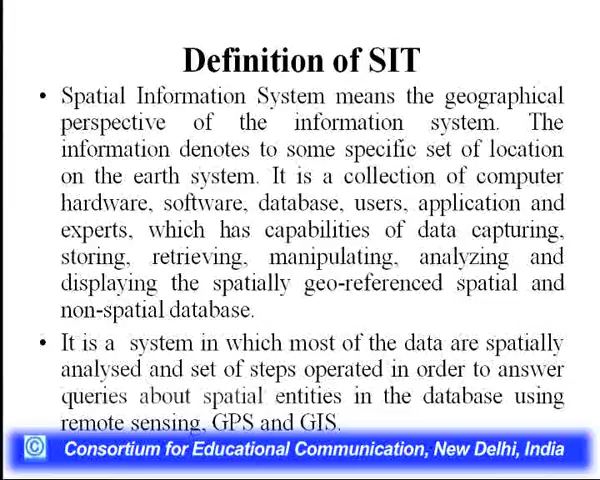 Definition of SIT
• Spatial Information System means the geographical
perspective of the information system. The
information denotes to some specific set of location
on the earth system. It is a collection of computer
hardware, software, database, users, application and
experts, which has capabilities of data capturing,
storing, retrieving, manipulating, analyzing and
displaying the spatially geo-referenced spatial and
non-spatial database.
• It is a system in which most of the data are spatially
analysed and set of steps operated in order to answer
queries about spatial entities in the database using
remote sensing, GPS and GIS.
© Consortium for Educational Communication, New Delhi, India